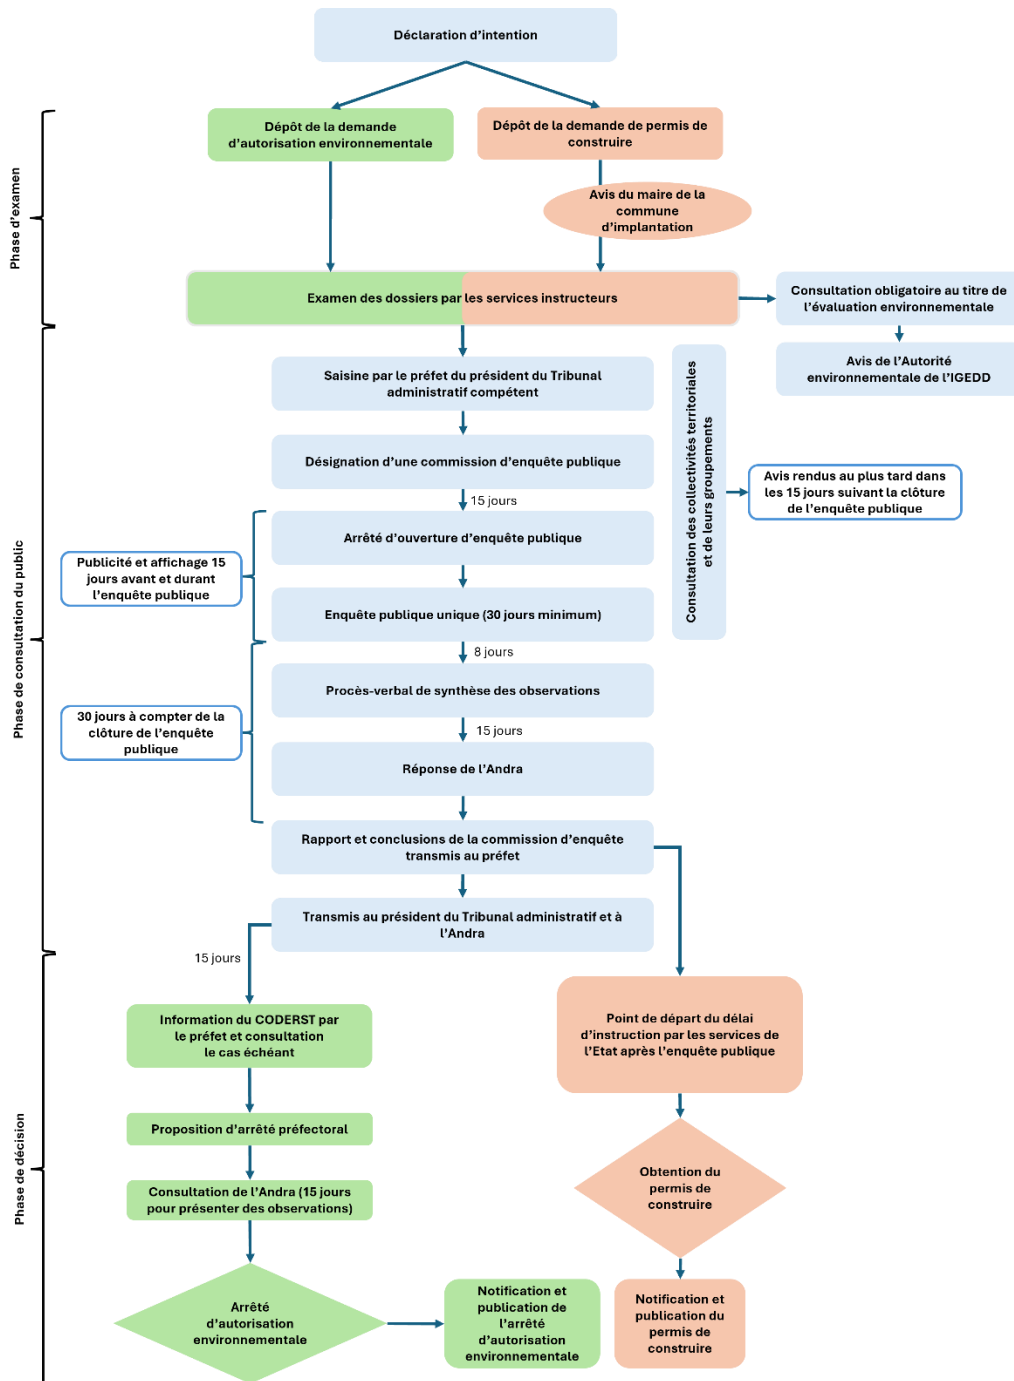 Déclaration d’intention
Dépôt de la demande
d’autorisation environnementale
Dépôt de la demande de permis de
construire
Avis du maire de la
commune
d’implantation
Phase d’examen
Examen des dossiers par les services instructeurs
Consultation obligatoire au titre de
l’évaluation environnementale
Avis de l’Autorité
environnementale de l’IGEDD
Saisine par le préfet du président du Tribunal
administratif compétent
Désignation d’une commission d’enquête publique
15 jours
Consultation des collectivités territoriales
et de leurs groupements
Avis rendus au plus tard dans
les 15 jours suivant la clôture
de l’enquête publique
Arrêté d’ouverture d’enquête publique
Publicité et affichage 15
jours avant et durant
l’enquête publique
Enquête publique unique (30 jours minimum)
8 jours
Phase de consultation du public
Procès-verbal de synthèse des observations
30 jours à compter de la
clôture de l’enquête
publique
15 jours
Réponse de l’Andra
Rapport et conclusions de la commission d’enquête
transmis au préfet
Transmis au président du Tribunal administratif et à
l’Andra
15 jours
Information du CODERST par
le préfet et consultation
le cas échéant
Point de départ du délai
d’instruction par les services de
l’Etat après l’enquête publique
Proposition d’arrêté préfectoral
Phase de décision
Consultation de l’Andra (15 jours
pour présenter des observations)
Obtention du
permis de
construire
Arrêté
d’autorisation
environnementale
Notification et
publication de
l’arrêté
d’autorisation
environnementale
Notification et
publication du
permis de
construire